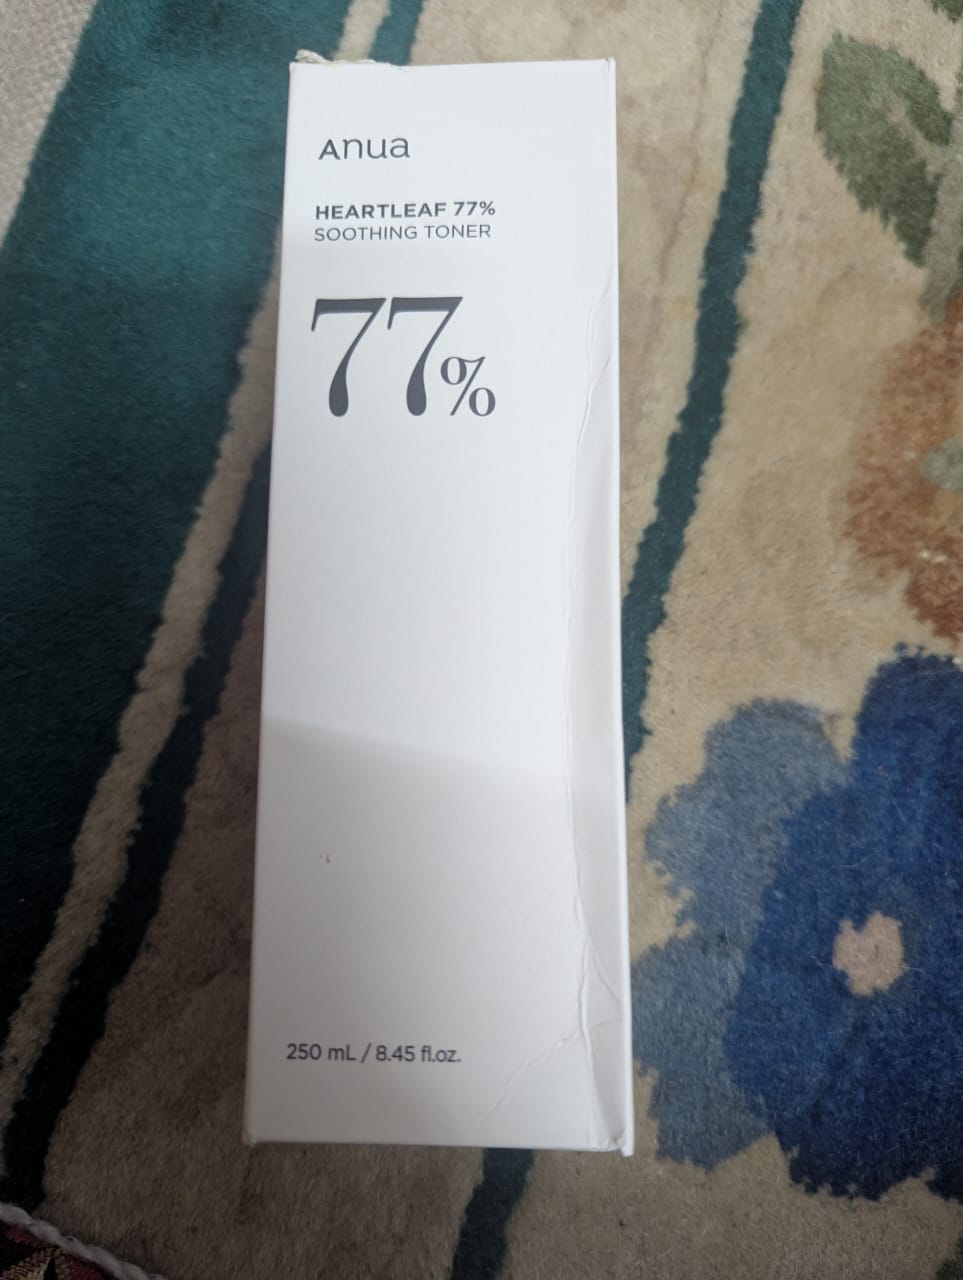 Anua
HEARTLEAF 77%
SOOTHING TONER
77%
250 mL / 8.45 fl.oz.